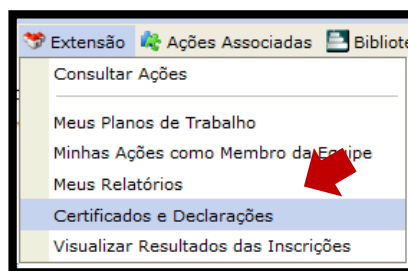 Extensão Ações Associadas Bibliote
Consultar Ações
Meus Planos de Trabalho
Minhas Ações como Membro da Equipe
Meus Relatórios
Certificados e Declarações
Visualizar Resultados das Inscrições